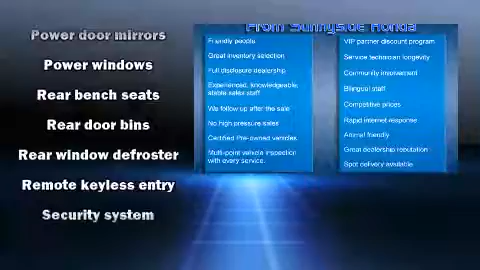 Power door mirrors
Power windows
Rear bench seats
Rear door bins
Rear window defroster
Remote keyless entry
Security system
From Sunnyside Honda
Friendly people
Great inventory selection
Full disclosure dealership
Experienced, knowledgeable,
stable sales staff
We follow up after the sale
No high pressure sales
Certified Pre-owned vehicles
Multi-point vehicle inspection
with every service.
VIP partner discount program
Service technician longevity
Community involvement
Bilingual staff
Competitive prices
Rapid internet response
Animal friendly
Great dealership reputation
Spot delivery available